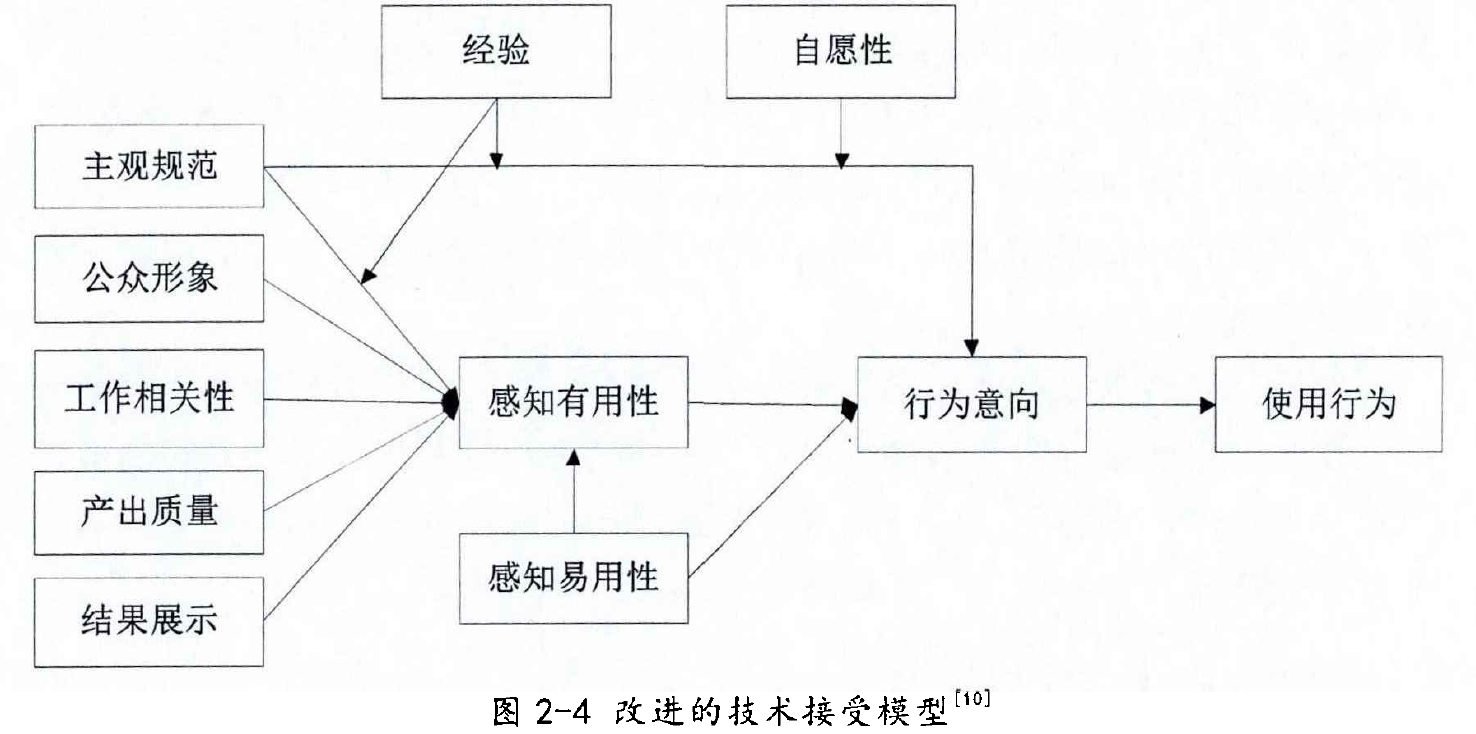 经验
自愿性
主观规范
公众形象
工作相关性
感知有用性
行为意向
使用行为
产出质量
感知易用性
结果展示
图 2-4 改进的技术接受模型[10]